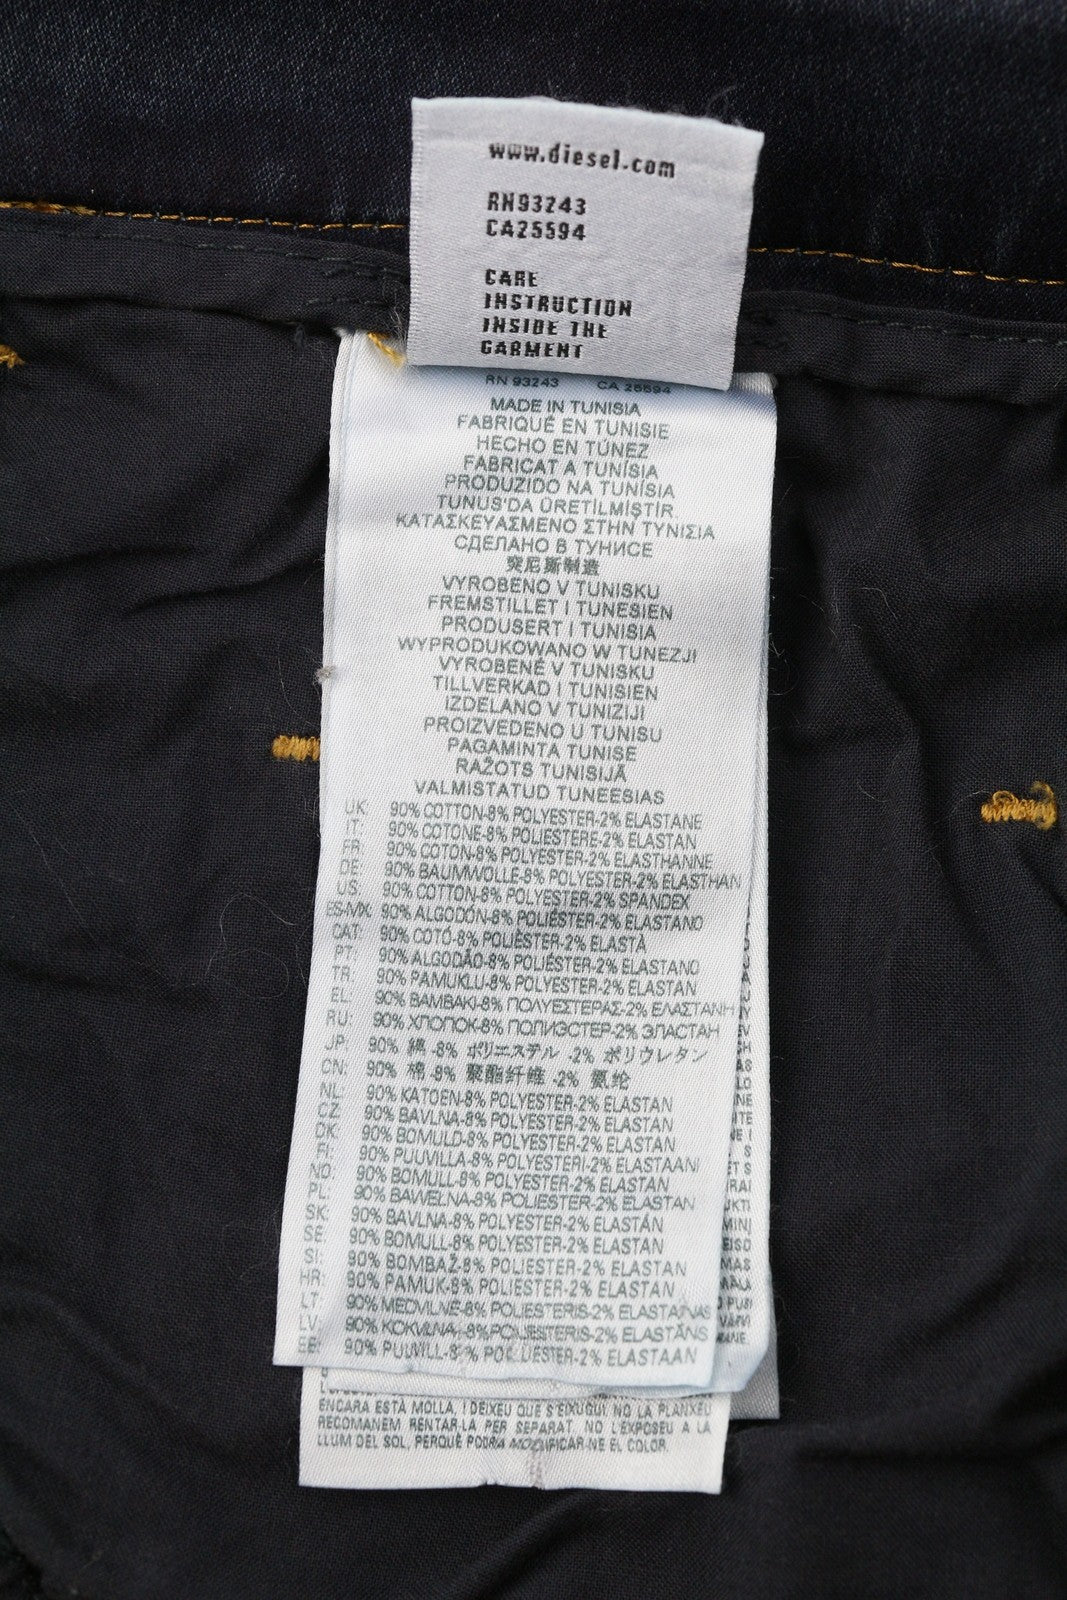 www.diesel.com
RN93243
CA25594
CARE
INSTRUCTION
INSIDE THE
GARMENT
RN 93243 CA 25594
MADE IN TUNISIA
FABRIQUÉ EN TUNISIE
HECHO EN TÚNEZ
FABRICAT A TUNÍSIA
PRODUZIDO NA TUNÍSIA
TUNUS'DA ÜRETİLMİŞTİR.
ΚΑΤΑΣΚΕΥΑΣΜΕΝΟ ΣΤΗΝ ΤΥΝΙΣΙΑ
СДЕЛАНО В ТУНИСЕ
突尼斯制造
VYROBENO V TUNISKU
FREMSTILLET I TUNESIEN
PRODUSERT I TUNISIA
WYPRODUKOWANO W TUNEZJI
VYROBENÉ V TUNISKU
TILLVERKAD I TUNISIEN
IZDELANO V TUNIZIJI
PROIZVEDENO U TUNISU
PAGAMINTA TUNISE
RAŽOTS TUNISIJĀ
VALMISTATUD TUNEESIAS
UK: 90% COTTON-8% POLYESTER-2% ELASTANE
IT: 90% COTONE-8% POLIESTERE-2% ELASTAN
FR: 90% COTON-8% POLYESTER-2% ELASTHANNE
DE: 90% BAUMWOLLE-8% POLYESTER-2% ELASTHAN
US: 90% COTTON-8% POLYESTER-2% SPANDEX
ES-MX: 90% ALGODÓN-8% POLIÉSTER-2% ELASTANO
CAT: 90% COTÓ-8% POLIÈSTER-2% ELASTÀ
PT: 90% ALGODÃO-8% POLIÉSTER-2% ELASTANO
TR: 90% PAMUKLU-8% POLYESTER-2% ELASTAN
EL: 90% ΒΑΜΒΑΚΙ-8% ΠΟΛΥΕΣΤΕΡΑΣ-2% ΕΛΑΣΤΑΝΗ
RU: 90% ХЛОПОК-8% ПОЛИЭСТЕР-2% ЭЛАСТАН
JP: 90% 綿 -8% ポリエステル -2% ポリウレタン
CN: 90% 棉 -8% 聚酯纤维 -2% 氨纶
NL: 90% KATOEN-8% POLYESTER-2% ELASTAN
CZ: 90% BAVLNA-8% POLYESTER-2% ELASTAN
DK: 90% BOMULD-8% POLYESTER-2% ELASTAN
FI: 90% PUUVILLA-8% POLYESTERI-2% ELASTAANI
NO: 90% BOMULL-8% POLYESTER-2% ELASTAN
PL: 90% BAWEŁNA-8% POLIESTER-2% ELASTAN
SK: 90% BAVLNA-8% POLYESTER-2% ELASTÁN
SE: 90% BOMULL-8% POLYESTER-2% ELASTAN
SI: 90% BOMBAŽ-8% POLIESTER-2% ELASTAN
HR: 90% PAMUK-8% POLIESTER-2% ELASTAN
LT: 90% MEDVILNĖ-8% POLIESTERIS-2% ELASTANAS
LV: 90% KOKVILNA-8% POLIESTERIS-2% ELASTĀNS
EE: 90% PUUVILL-8% POLÜESTER-2% ELASTAAN
ENCARA ESTÀ MOLLA, I DEIXEU QUE S'EIXUGUI. NO LA PLANXEU
RECOMANEM RENTAR-LA PER SEPARAT. NO L'EXPOSEU A LA
LLUM DEL SOL, PERQUÈ PODRIA MODIFICAR-NE EL COLOR.